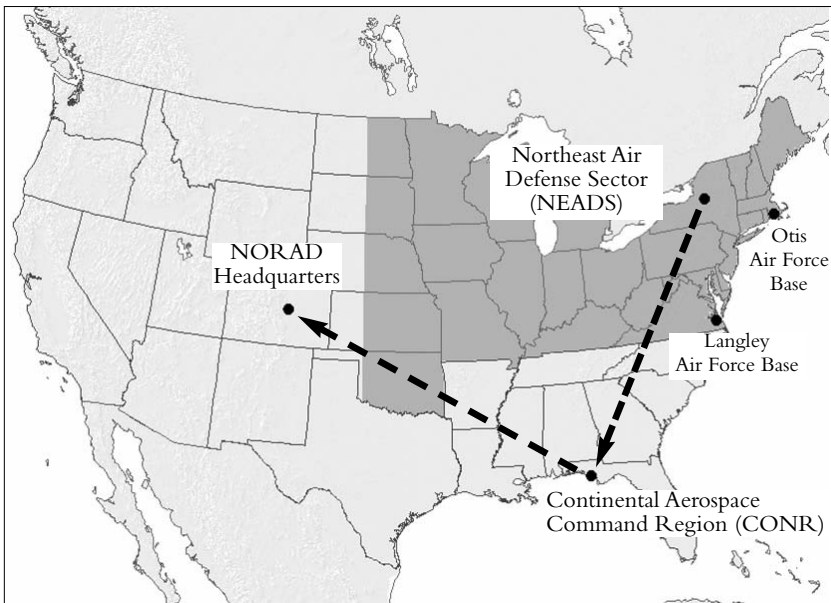 Northeast Air
Defense Sector
(NEADS)
NORAD
Headquarters
Otis
Air Force
Base
Langley
Air Force Base
Continental Aerospace
Command Region (CONR)